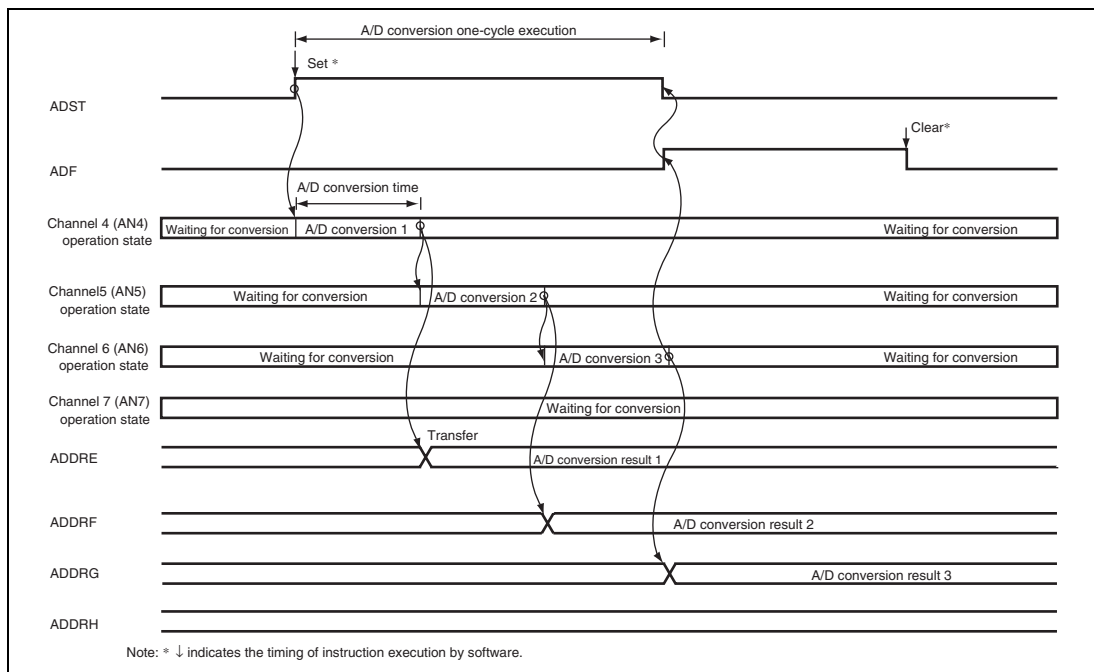 A/D conversion one-cycle execution
Set *
ADST
Clear*
ADF
A/D conversion time
Channel 4 (AN4)
operation state
Waiting for conversion
A/D conversion 1
Waiting for conversion
Channel5 (AN5)
operation state
Waiting for conversion
A/D conversion 2
Waiting for conversion
Channel 6 (AN6)
operation state
Waiting for conversion
A/D conversion 3
Waiting for conversion
Channel 7 (AN7)
operation state
Waiting for conversion
Transfer
ADDRE
A/D conversion result 1
ADDRF
A/D conversion result 2
ADDRG
A/D conversion result 3
ADDRH
Note: * ↓ indicates the timing of instruction execution by software.